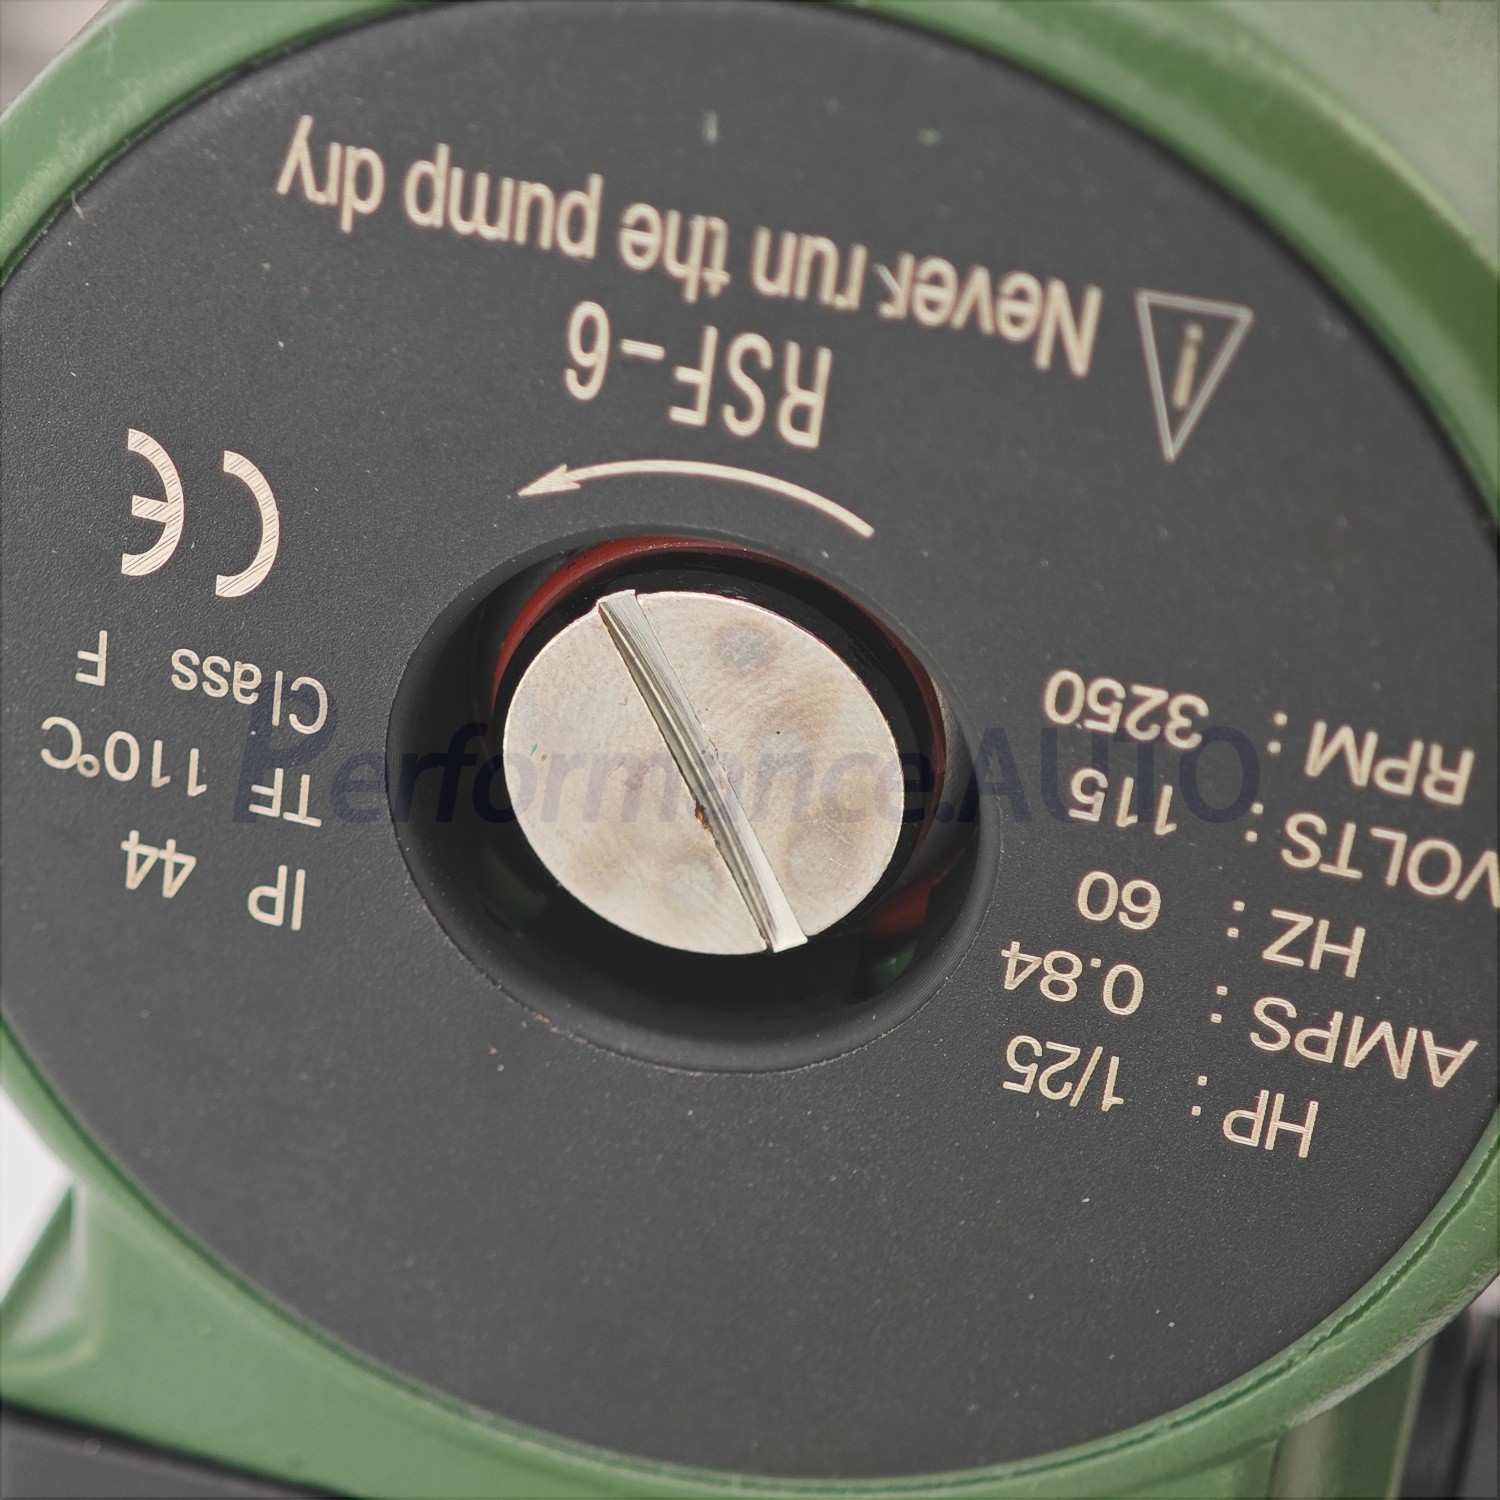 HP : 1/25
AMPS : 0.84
HZ : 60
VOLTS : 115
RPM : 3250
IP 44
TF 110°C
Class F
CE
RSF-6
Never run the pump dry
Performance.AUTO